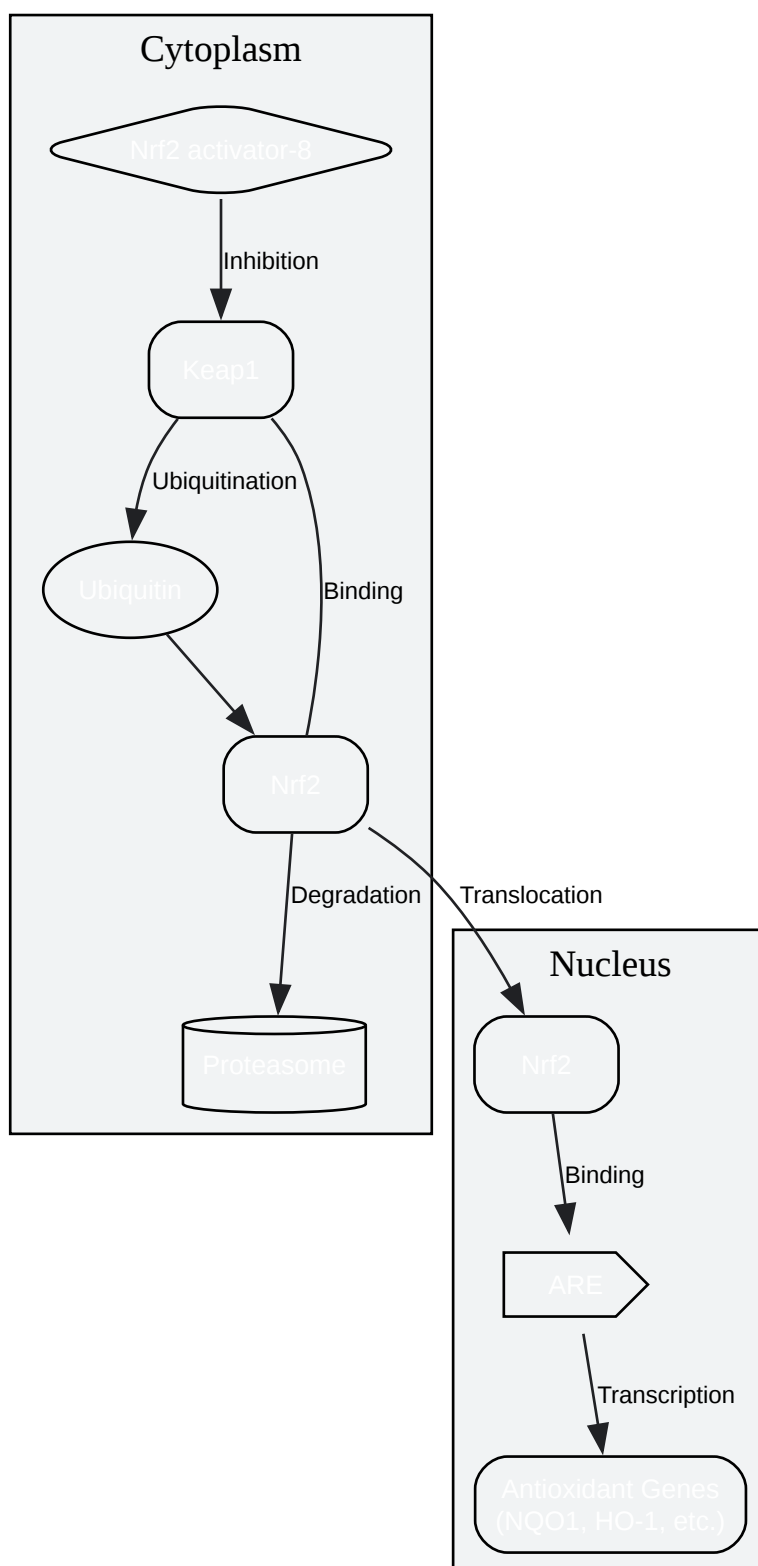 Cytoplasm
Nrf2 activator-8
Inhibition
Keap1
Ubiquitination
Ubiquitin
Binding
Nrf2
Degradation
Translocation
Proteasome
Nucleus
Nrf2
Binding
ARE
Transcription
Antioxidant Genes
(NQO1, HO-1, etc.)